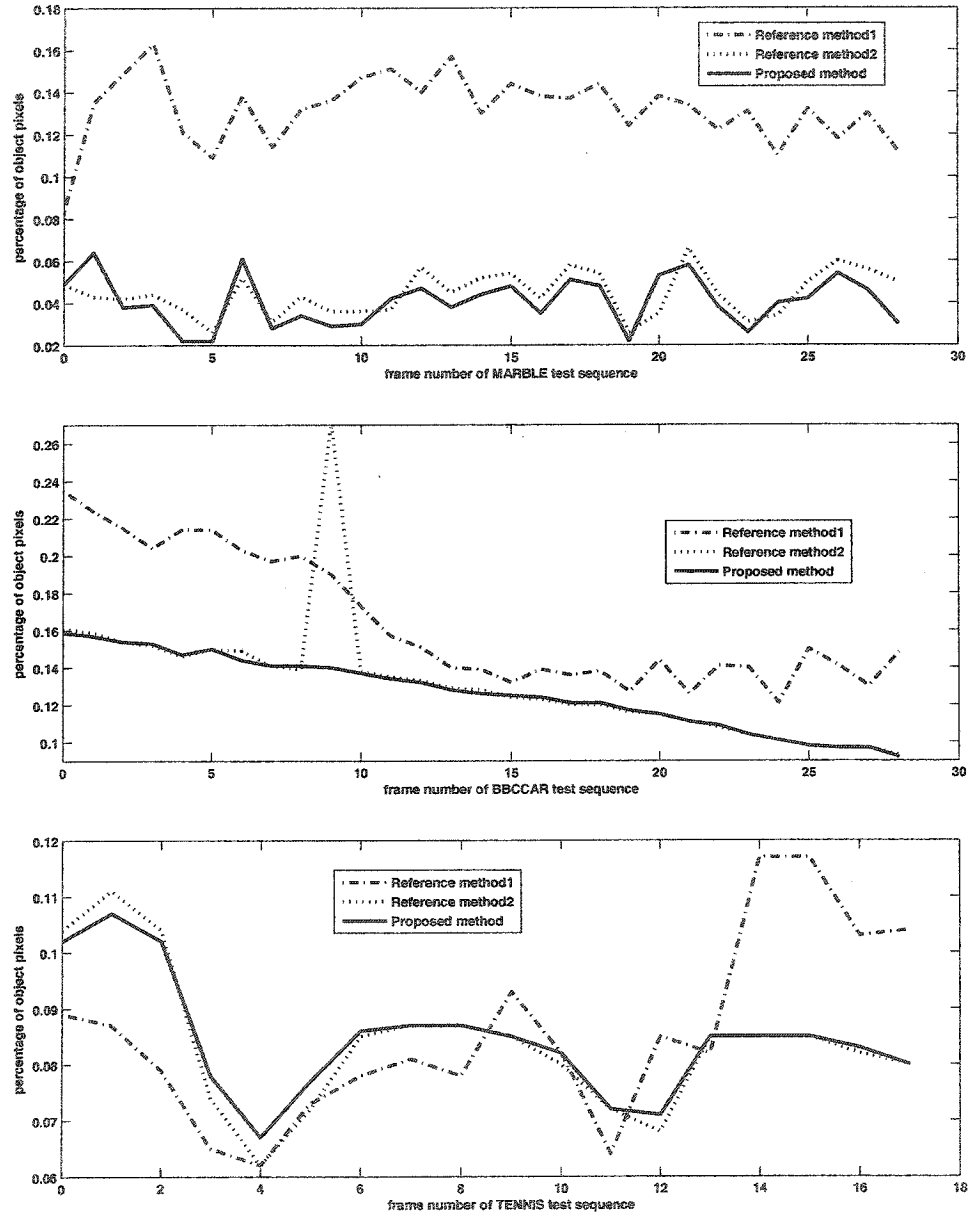 0.18
0.16
0.14
0.12
0.1
0.08
0.06
0.04
0.02
percentage of object pixels
Reference method1
Reference method2
Proposed method
0 5 10 15 20 25 30
frame number of MARBLE test sequence
0.26
0.24
0.22
0.2
0.18
0.16
0.14
0.12
0.1
percentage of object pixels
Reference method1
Reference method2
Proposed method
0 5 10 15 20 25 30
frame number of BBCCAR test sequence
0.12
0.11
0.1
0.09
0.08
0.07
0.06
percentage of object pixels
Reference method1
Reference method2
Proposed method
0 2 4 6 8 10 12 14 16 18
frame number of TENNIS test sequence